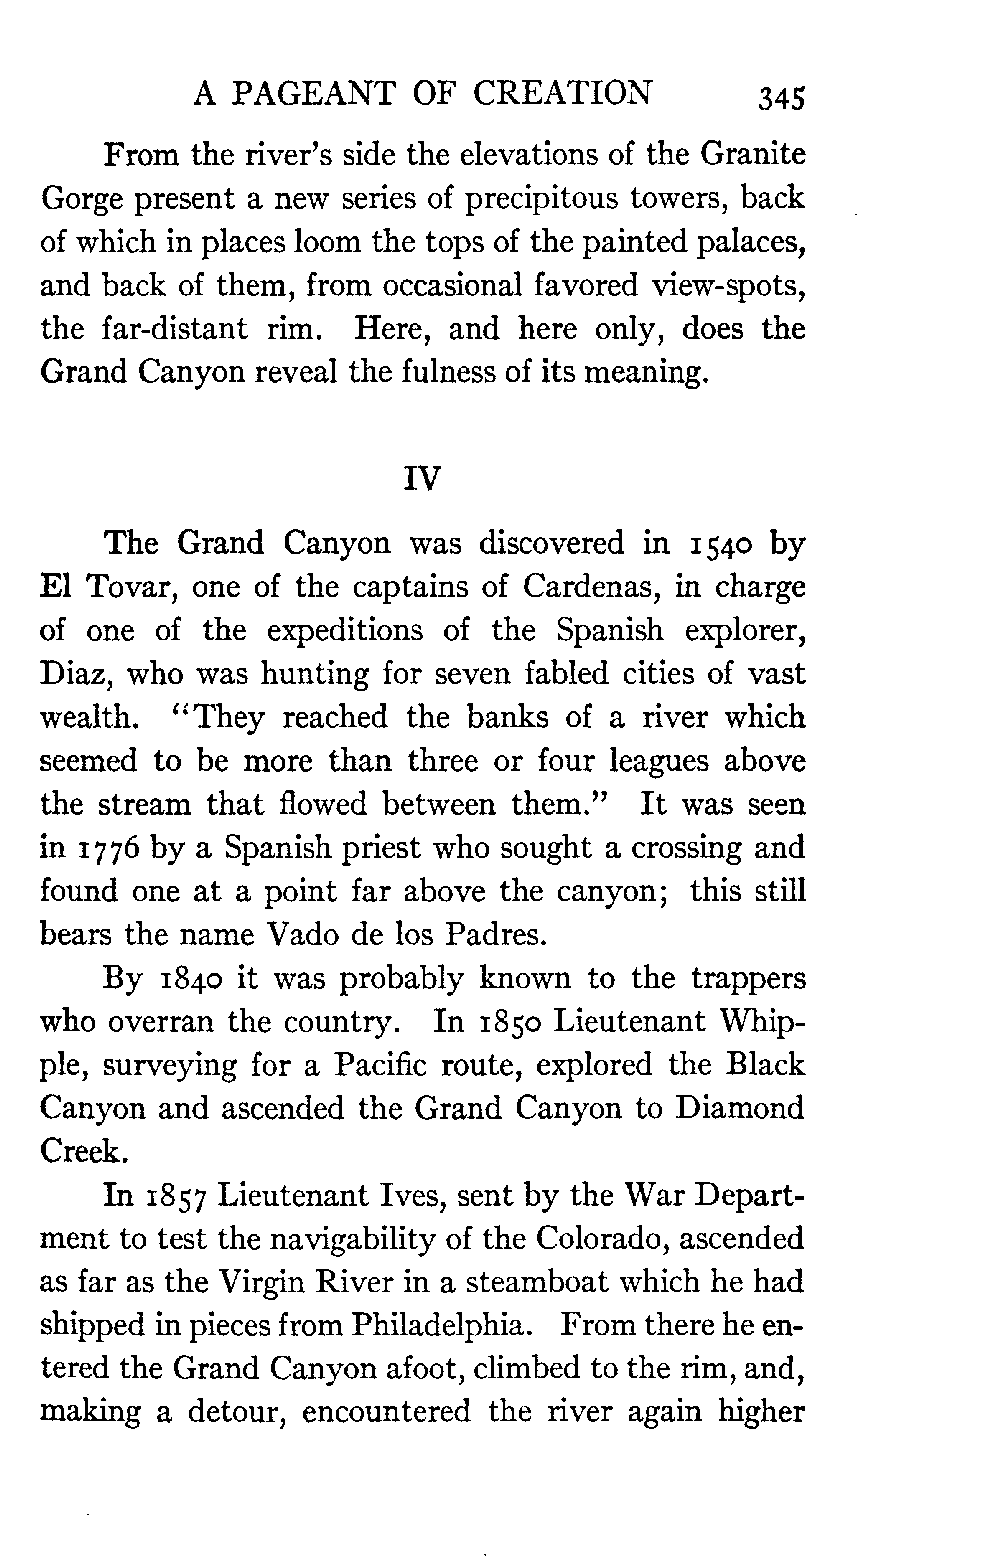 A PAGEANT OF CREATION 345
From the river's side the elevations of the Granite
Gorge present a new series of precipitous towers, back
of which in places loom the tops of the painted palaces,
and back of them, from occasional favored view-spots,
the far-distant rim. Here, and here only, does the
Grand Canyon reveal the fulness of its meaning.
IV
The Grand Canyon was discovered in 1540 by
El Tovar, one of the captains of Cardenas, in charge
of one of the expeditions of the Spanish explorer,
Diaz, who was hunting for seven fabled cities of vast
wealth. “They reached the banks of a river which
seemed to be more than three or four leagues above
the stream that flowed between them.” It was seen
in 1776 by a Spanish priest who sought a crossing and
found one at a point far above the canyon; this still
bears the name Vado de los Padres.
By 1840 it was probably known to the trappers
who overran the country. In 1850 Lieutenant Whip-
ple, surveying for a Pacific route, explored the Black
Canyon and ascended the Grand Canyon to Diamond
Creek.
In 1857 Lieutenant Ives, sent by the War Depart-
ment to test the navigability of the Colorado, ascended
as far as the Virgin River in a steamboat which he had
shipped in pieces from Philadelphia. From there he en-
tered the Grand Canyon afoot, climbed to the rim, and,
making a detour, encountered the river again higher